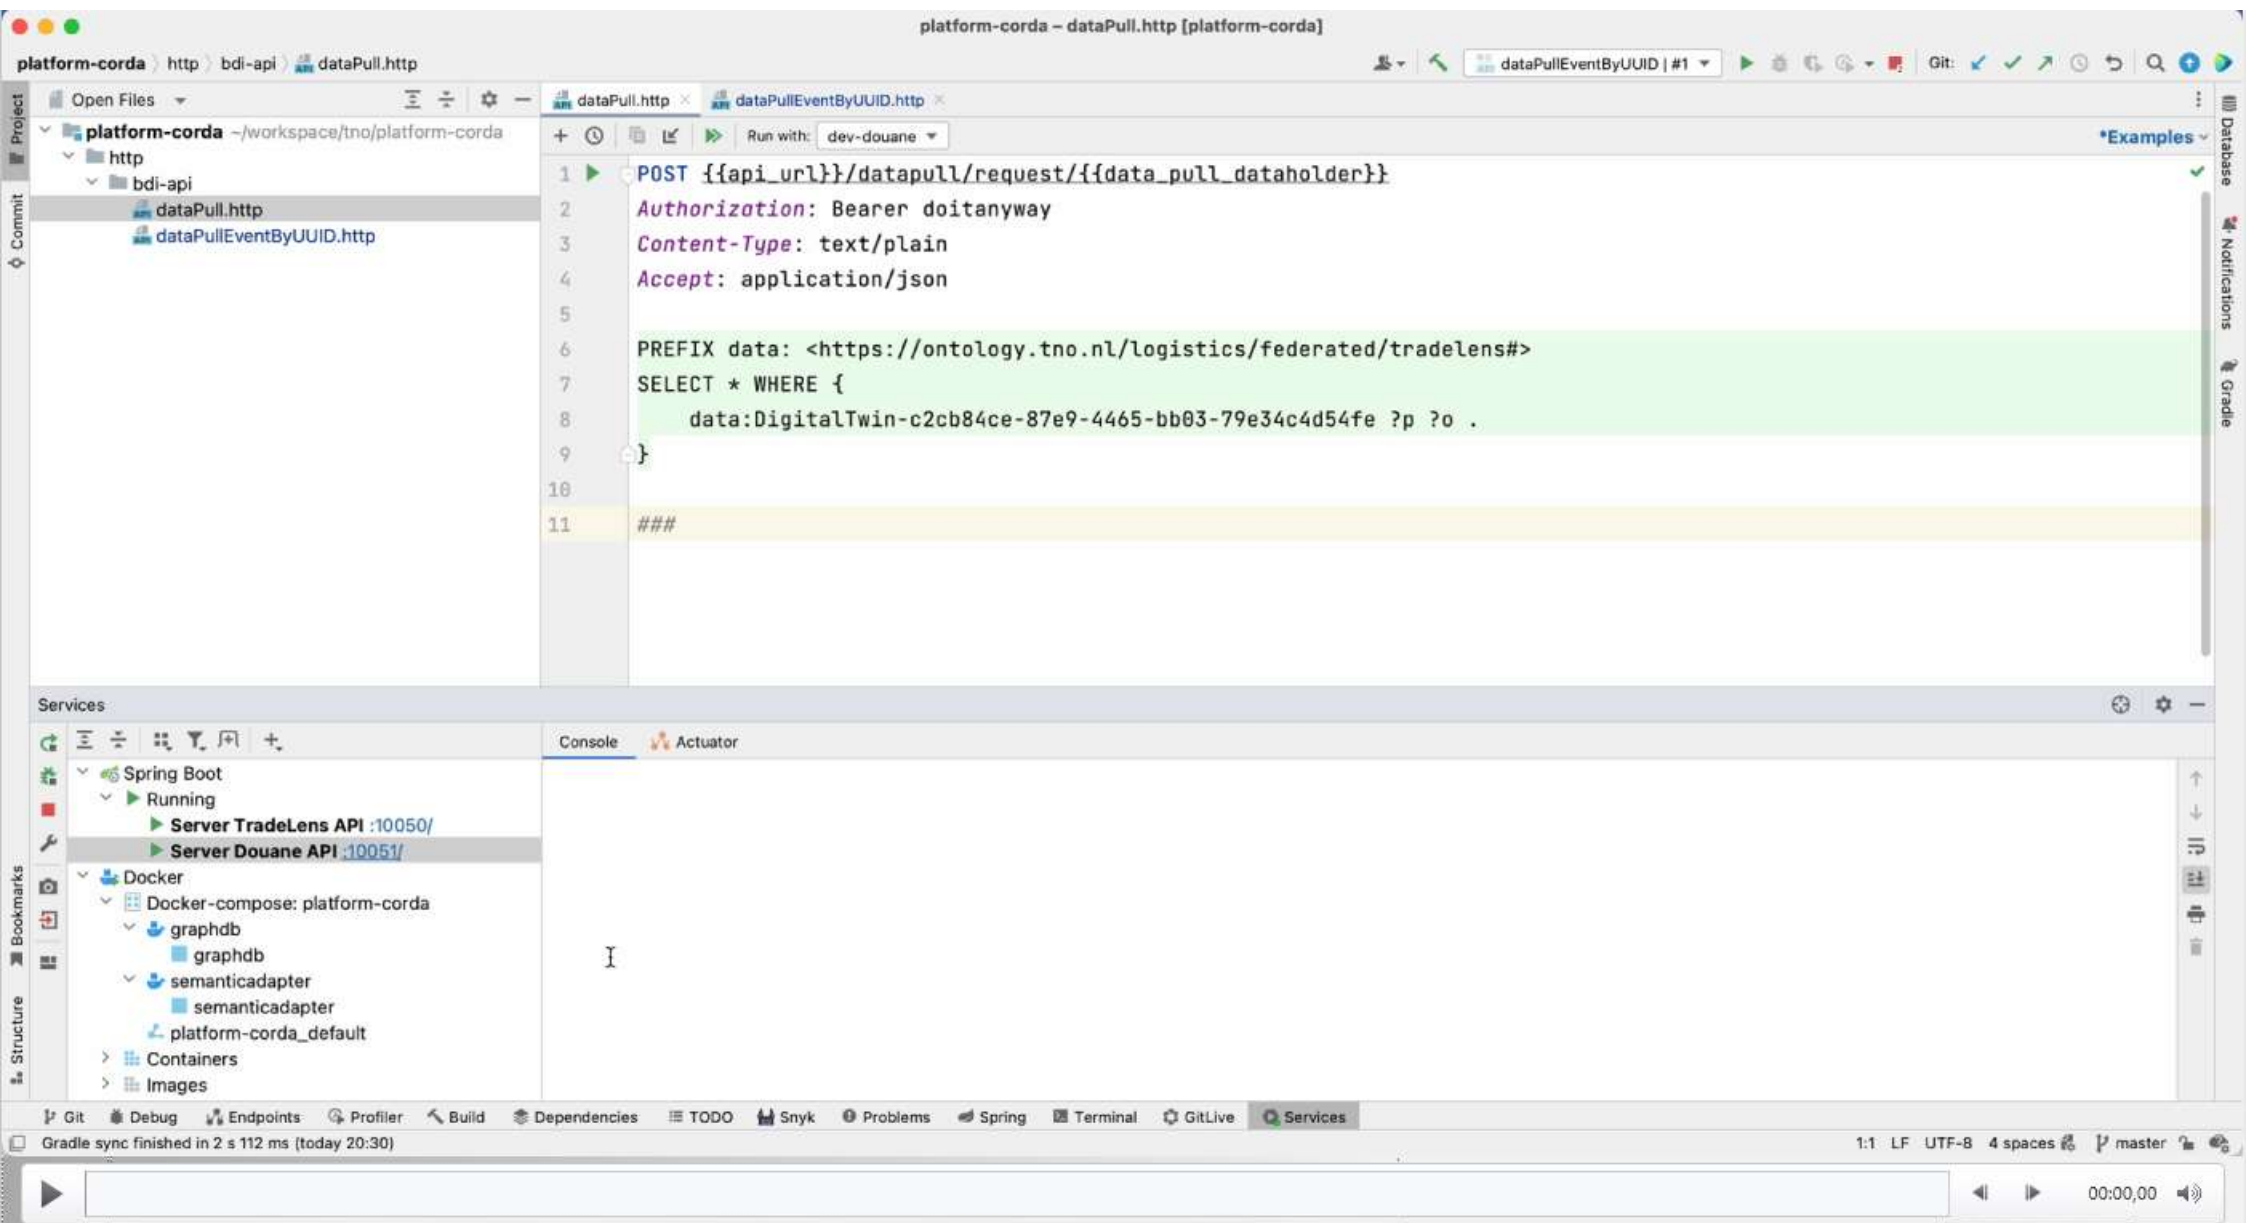 platform-corda – dataPull.http [platform-corda]
platform-corda http bdi-api dataPull.http
dataPullEventByUUID | #1
Git:
Project
Commit
Bookmarks
Structure
Open Files
platform-corda ~/workspace/tno/platform-corda
http
bdi-api
dataPull.http
dataPullEventByUUID.http
dataPull.http
dataPullEventByUUID.http
Run with: dev-douane
*Examples
1 POST {{api_url}}/datapull/request/{{data_pull_dataholder}}
2 Authorization: Bearer doitanyway
3 Content-Type: text/plain
4 Accept: application/json
5
6 PREFIX data: <https://ontology.tno.nl/logistics/federated/tradelens#>
7 SELECT * WHERE {
8 data:DigitalTwin-c2cb84ce-87e9-4465-bb03-79e34c4d54fe ?p ?o .
9 }
10
11 ###
Database
Notifications
Gradle
Services
Spring Boot
Running
Server TradeLens API :10050/
Server Douane API :10051/
Docker
Docker-compose: platform-corda
graphdb
graphdb
semanticadapter
semanticadapter
platform-corda_default
Containers
Images
Console
Actuator
Git Debug Endpoints Profiler Build Dependencies TODO Snyk Problems Spring Terminal GitLive Services
Gradle sync finished in 2 s 112 ms (today 20:30)
1:1 LF UTF-8 4 spaces master
00:00,00